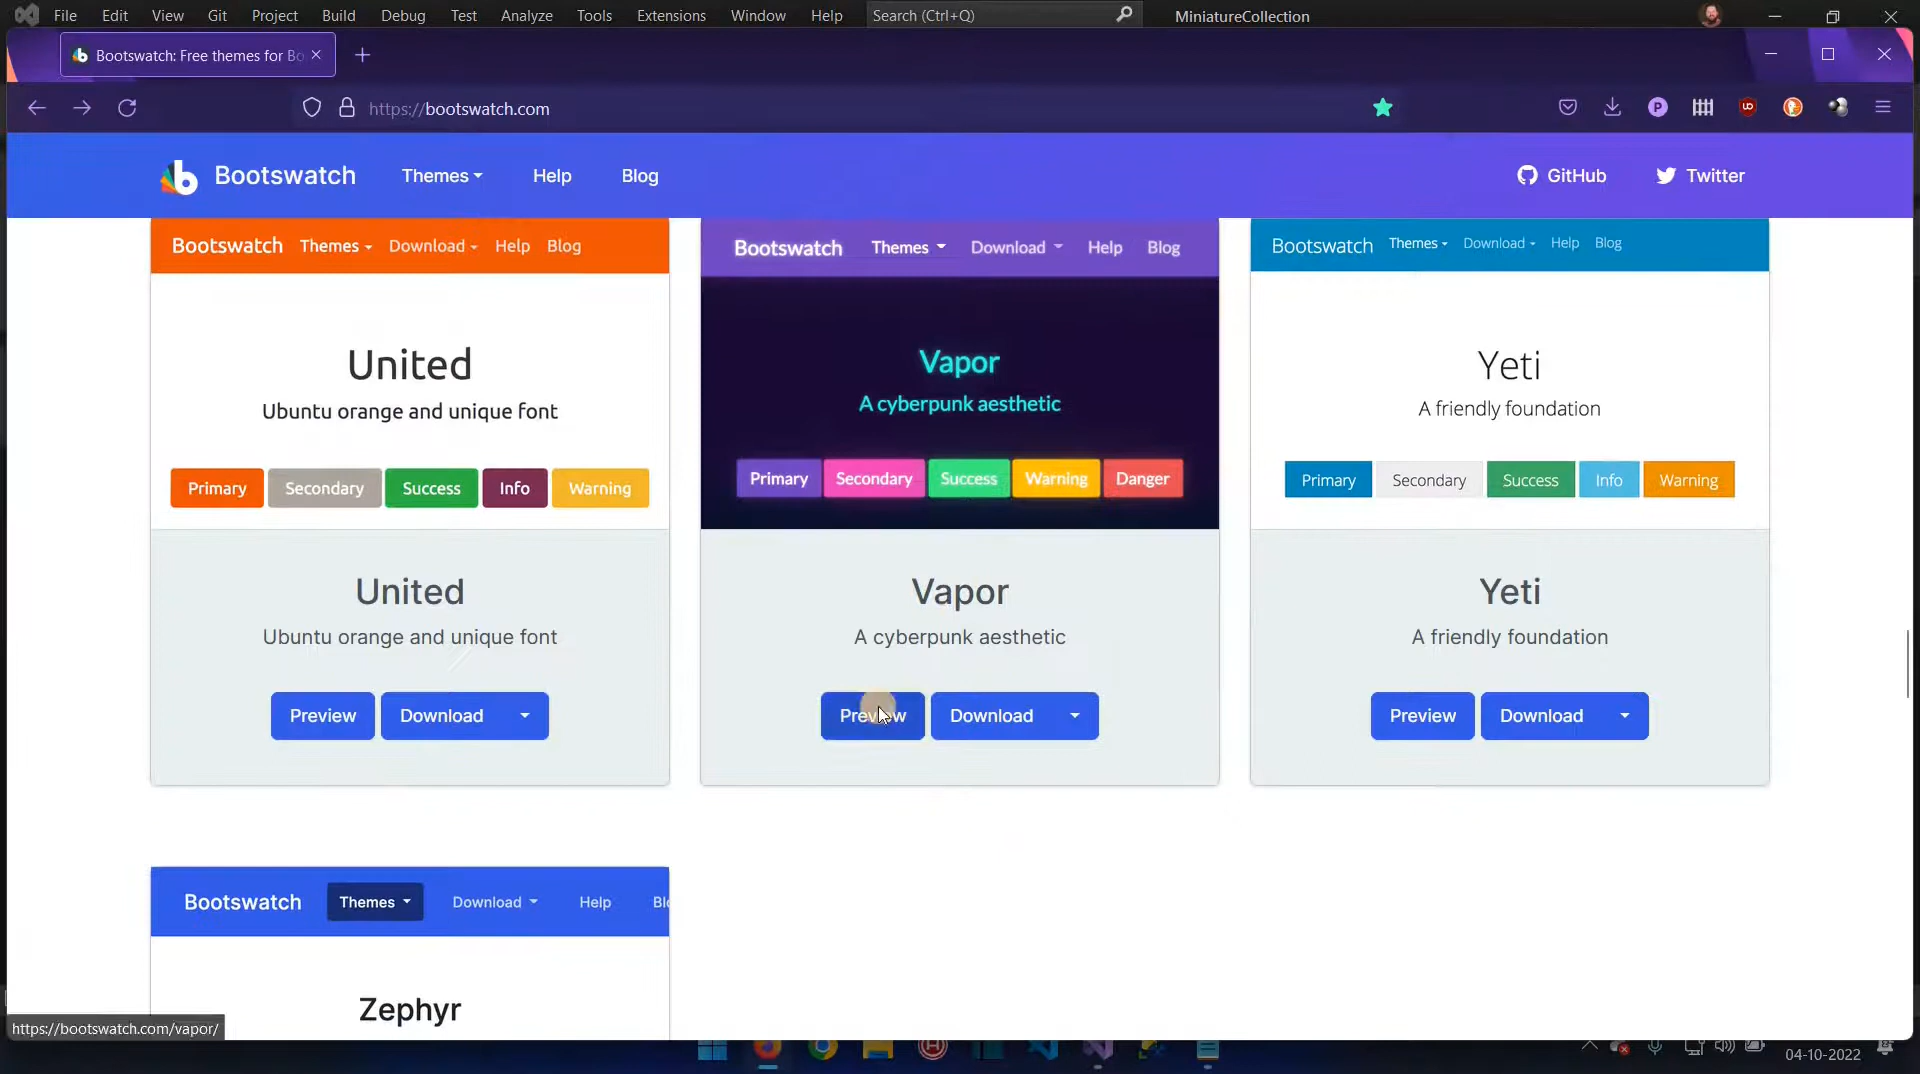 File Edit View Git Project Build Debug Test Analyze Tools Extensions Window Help Search (Ctrl+Q) MiniatureCollection
Bootswatch: Free themes for Bo
https://bootswatch.com
Bootswatch Themes Help Blog GitHub Twitter
Bootswatch Themes Download Help Blog
United
Ubuntu orange and unique font
Primary Secondary Success Info Warning
United
Ubuntu orange and unique font
Preview Download
Bootswatch Themes Download Help Blog
Vapor
A cyberpunk aesthetic
Primary Secondary Success Warning Danger
Vapor
A cyberpunk aesthetic
Preview Download
Bootswatch Themes Download Help Blog
Yeti
A friendly foundation
Primary Secondary Success Info Warning
Yeti
A friendly foundation
Preview Download
Bootswatch Themes Download Help Blo
Zephyr
https://bootswatch.com/vapor/
04-10-2022